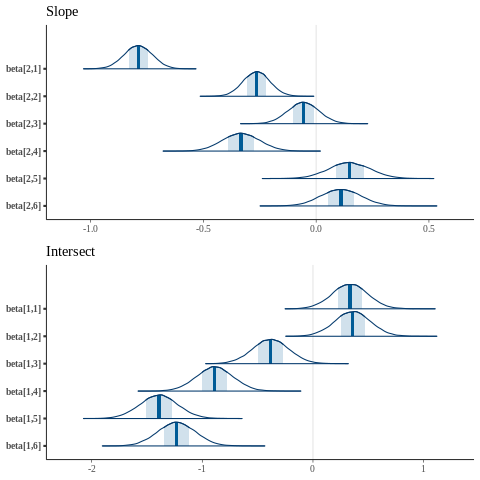 Slope
beta[2,1]
beta[2,2]
beta[2,3]
beta[2,4]
beta[2,5]
beta[2,6]
-1.0 -0.5 0.0 0.5
Intersect
beta[1,1]
beta[1,2]
beta[1,3]
beta[1,4]
beta[1,5]
beta[1,6]
-2 -1 0 1